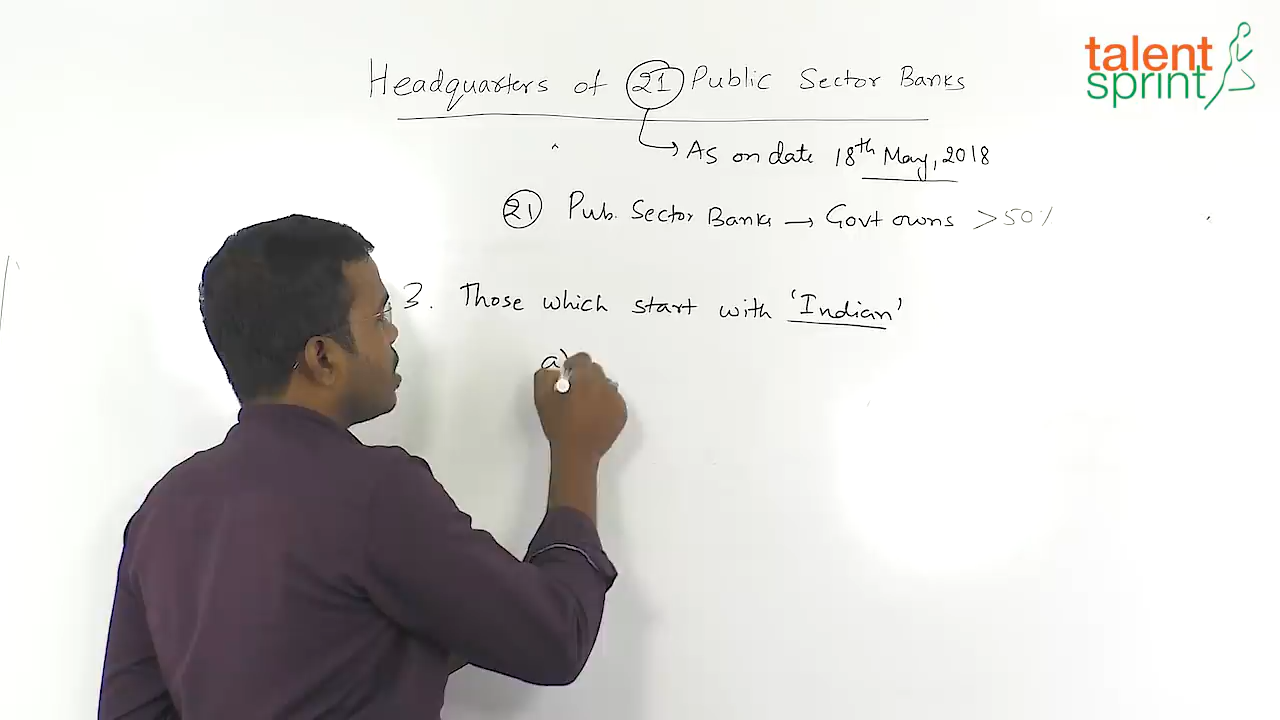 talent
sprint
Headquarters of 21 Public Sector Banks
As on date 18th May, 2018
21 Pub. Sector Banks → Govt owns >50%
3. Those which start with 'Indian'
a)